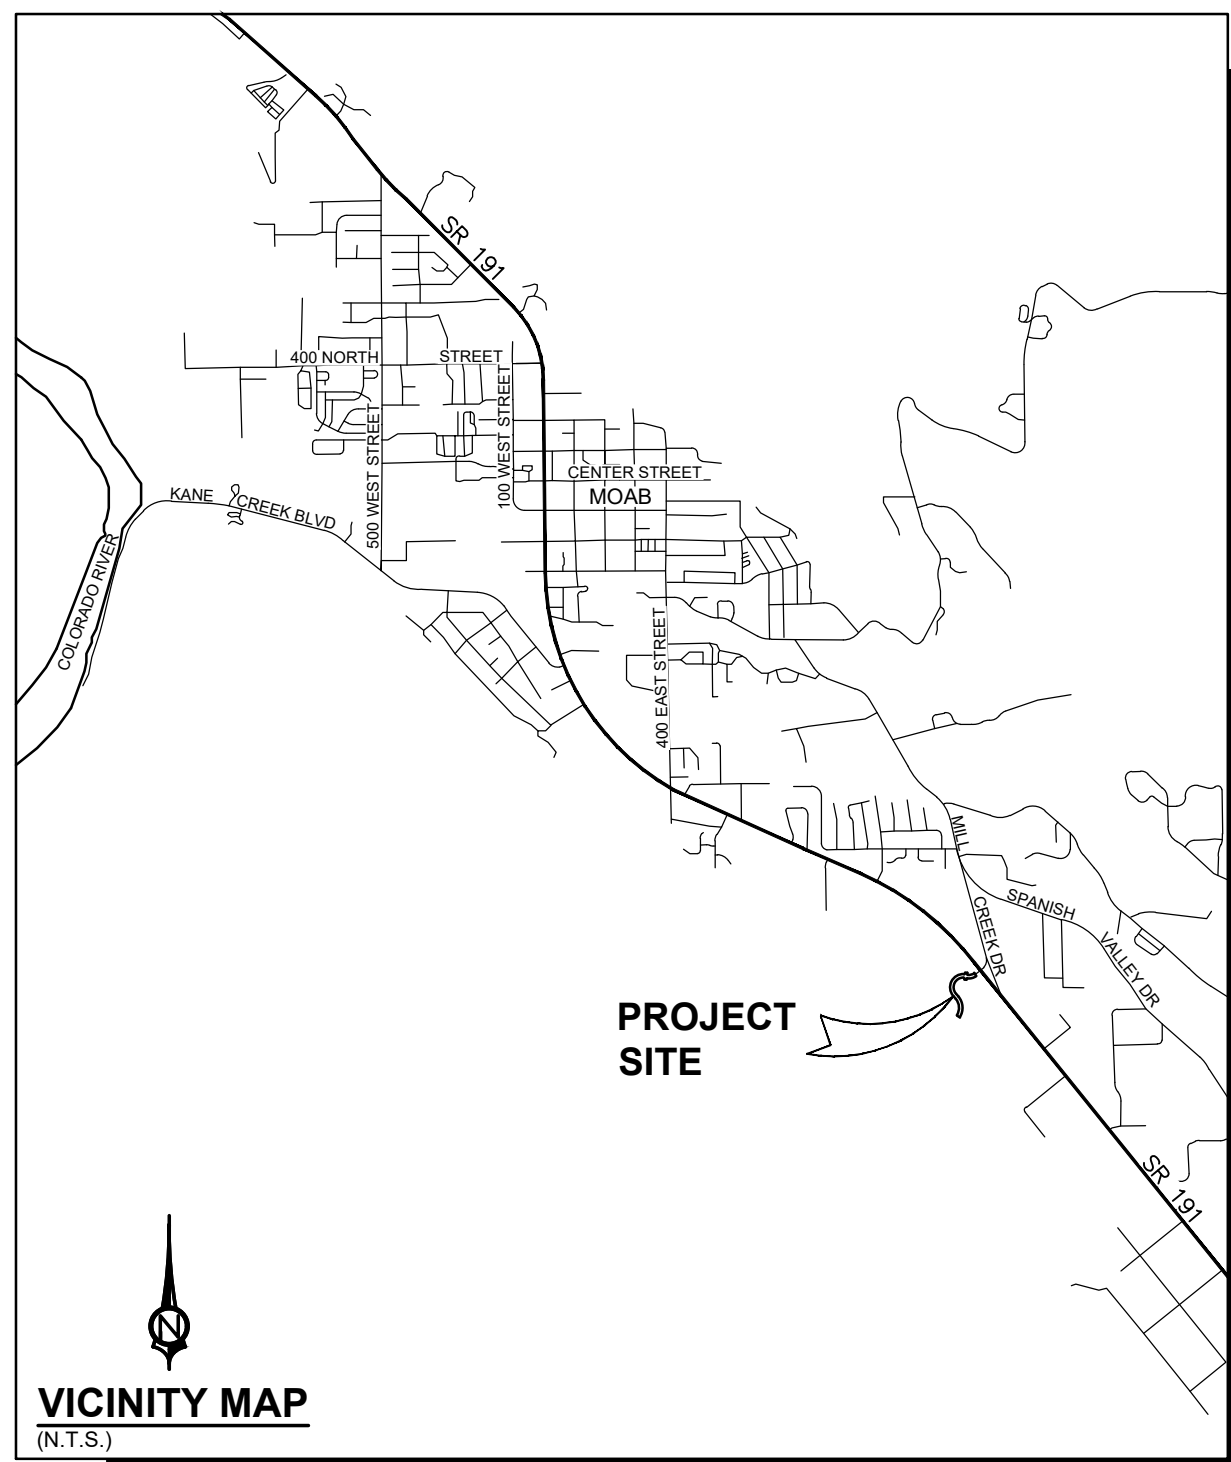 SR 191
400 NORTH STREET
100 WEST STREET
500 WEST STREET
CENTER STREET
MOAB
KANE CREEK BLVD
COLORADO RIVER
400 EAST STREET
MILL CREEK DR
SPANISH VALLEY DR
PROJECT
SITE
SR 191
N
VICINITY MAP
(N.T.S.)